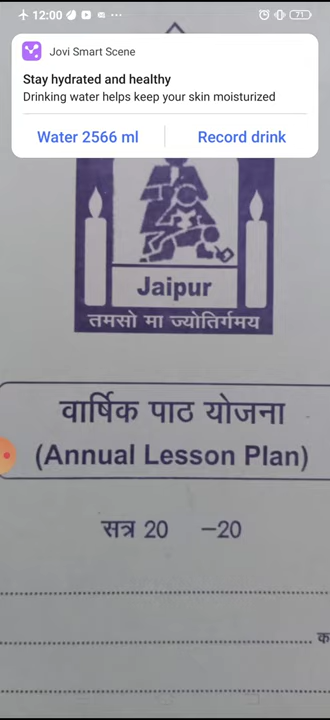 12:00
71
Jovi Smart Scene
Stay hydrated and healthy
Drinking water helps keep your skin moisturized
Water 2566 ml
Record drink
Jaipur
तमसो मा ज्योतिर्गमय
वार्षिक पाठ योजना
(Annual Lesson Plan)
सत्र 20 –20
क